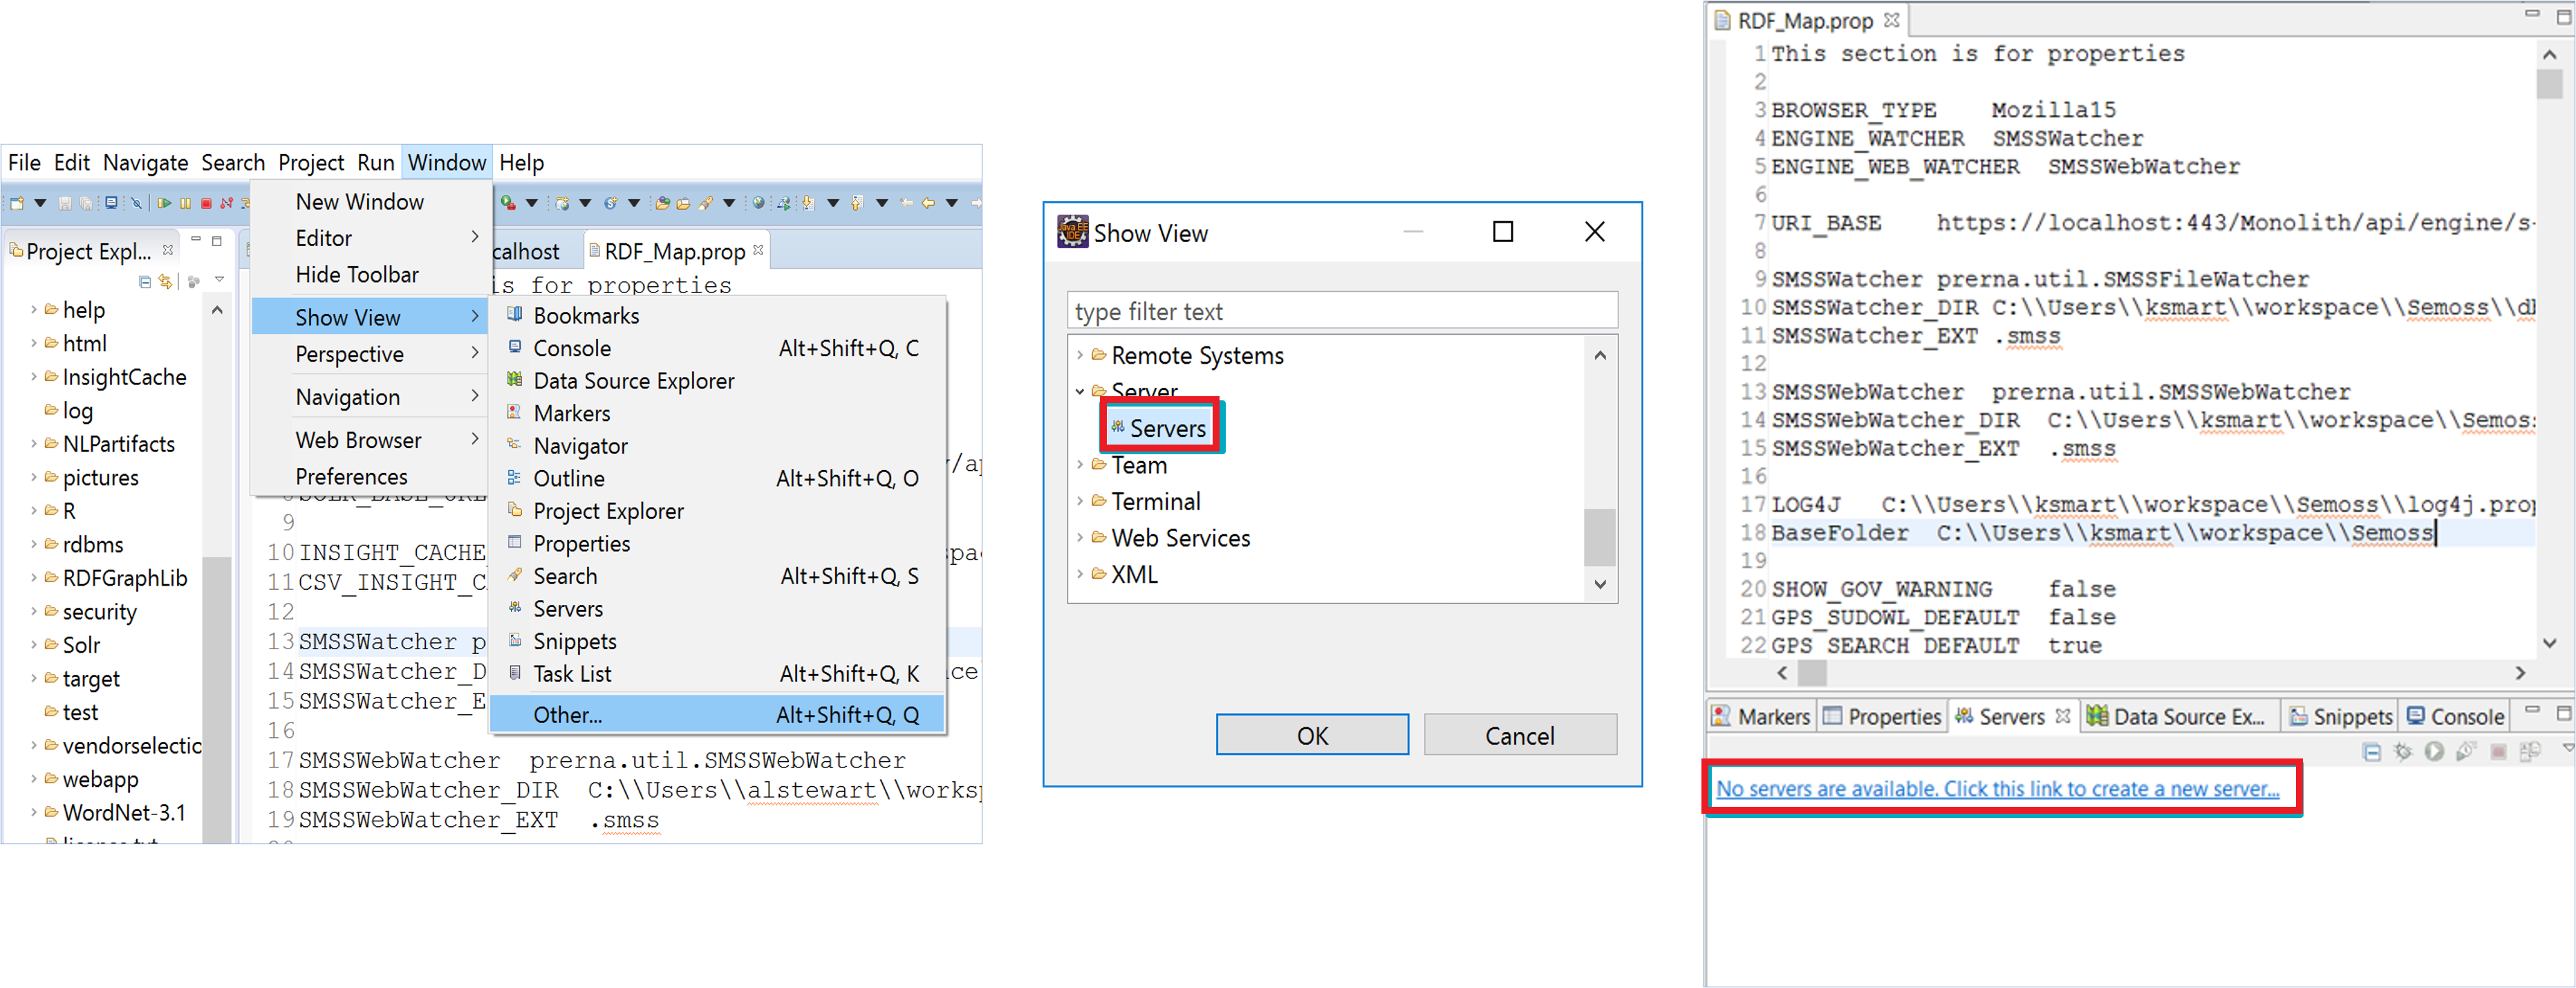 File Edit Navigate Search Project Run Window Help
New Window
Editor
Hide Toolbar
Show View
Perspective
Navigation
Web Browser
Preferences
Project Expl...
help
html
InsightCache
log
NLPartifacts
pictures
R
rdbms
RDFGraphLib
security
Solr
target
test
vendorselectio
webapp
WordNet-3.1
calhost
RDF_Map.prop
is for properties
Bookmarks
Console Alt+Shift+Q, C
Data Source Explorer
Markers
Navigator
Outline Alt+Shift+Q, O
Project Explorer
Properties
Search Alt+Shift+Q, S
Servers
Snippets
Task List Alt+Shift+Q, K
Other... Alt+Shift+Q, Q
9
10 INSIGHT_CACHE
11 CSV_INSIGHT_C
12
13 SMSSWatcher p
14 SMSSWatcher_D
15 SMSSWatcher_E
16
17 SMSSWebWatcher prerna.util.SMSSWebWatcher
18 SMSSWebWatcher_DIR C:\\Users\\alstewart\\worksp
19 SMSSWebWatcher_EXT .smss
Show View
type filter text
Remote Systems
Server
Servers
Team
Terminal
Web Services
XML
OK Cancel
RDF_Map.prop
1 This section is for properties
2
3 BROWSER_TYPE Mozilla15
4 ENGINE_WATCHER SMSSWatcher
5 ENGINE_WEB_WATCHER SMSSWebWatcher
6
7 URI_BASE https://localhost:443/Monolith/api/engine/s-
8
9 SMSSWatcher prerna.util.SMSSFileWatcher
10 SMSSWatcher_DIR C:\\Users\\ksmart\\workspace\\Semoss\\d
11 SMSSWatcher_EXT .smss
12
13 SMSSWebWatcher prerna.util.SMSSWebWatcher
14 SMSSWebWatcher_DIR C:\\Users\\ksmart\\workspace\\Semos
15 SMSSWebWatcher_EXT .smss
16
17 LOG4J C:\\Users\\ksmart\\workspace\\Semoss\\log4j.prop
18 BaseFolder C:\\Users\\ksmart\\workspace\\Semoss
19
20 SHOW_GOV_WARNING false
21 GPS_SUDOWL_DEFAULT false
22 GPS_SEARCH_DEFAULT true
Markers Properties Servers Data Source Ex... Snippets Console
No servers are available. Click this link to create a new server...